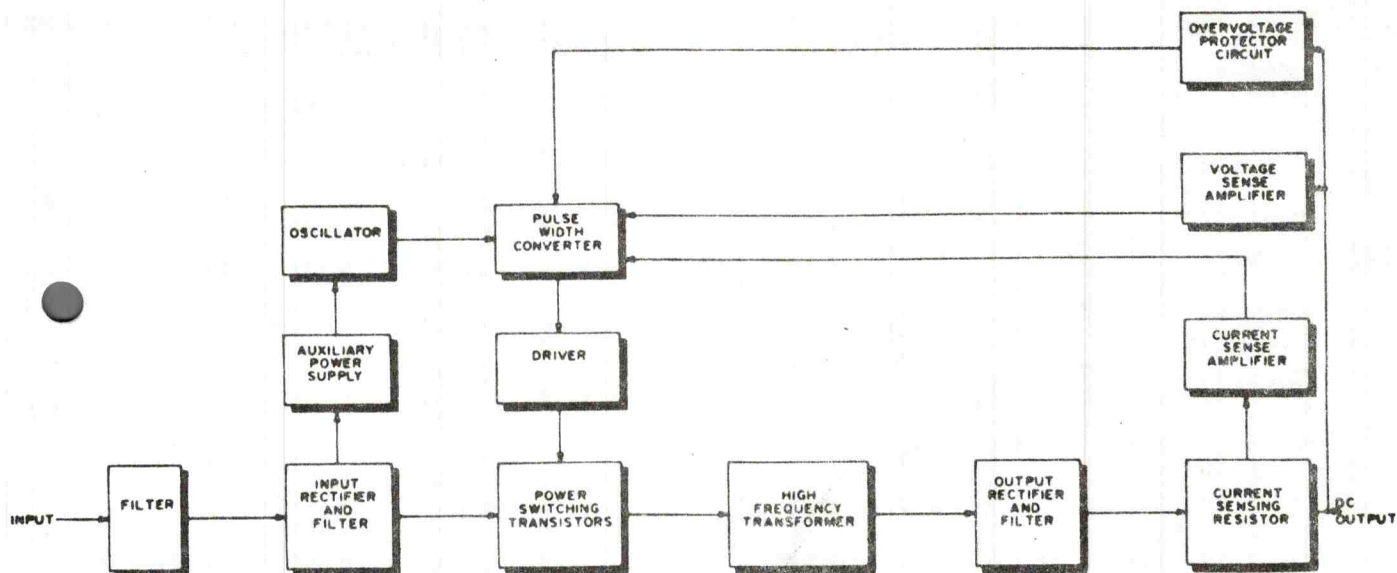 OVERVOLTAGE
PROTECTOR
CIRCUIT
VOLTAGE
SENSE
AMPLIFIER
OSCILLATOR
PULSE
WIDTH
CONVERTER
AUXILIARY
POWER
SUPPLY
DRIVER
CURRENT
SENSE
AMPLIFIER
INPUT
FILTER
INPUT
RECTIFIER
AND
FILTER
POWER
SWITCHING
TRANSISTORS
HIGH
FREQUENCY
TRANSFORMER
OUTPUT
RECTIFIER
AND
FILTER
CURRENT
SENSING
RESISTOR
DC
OUTPUT